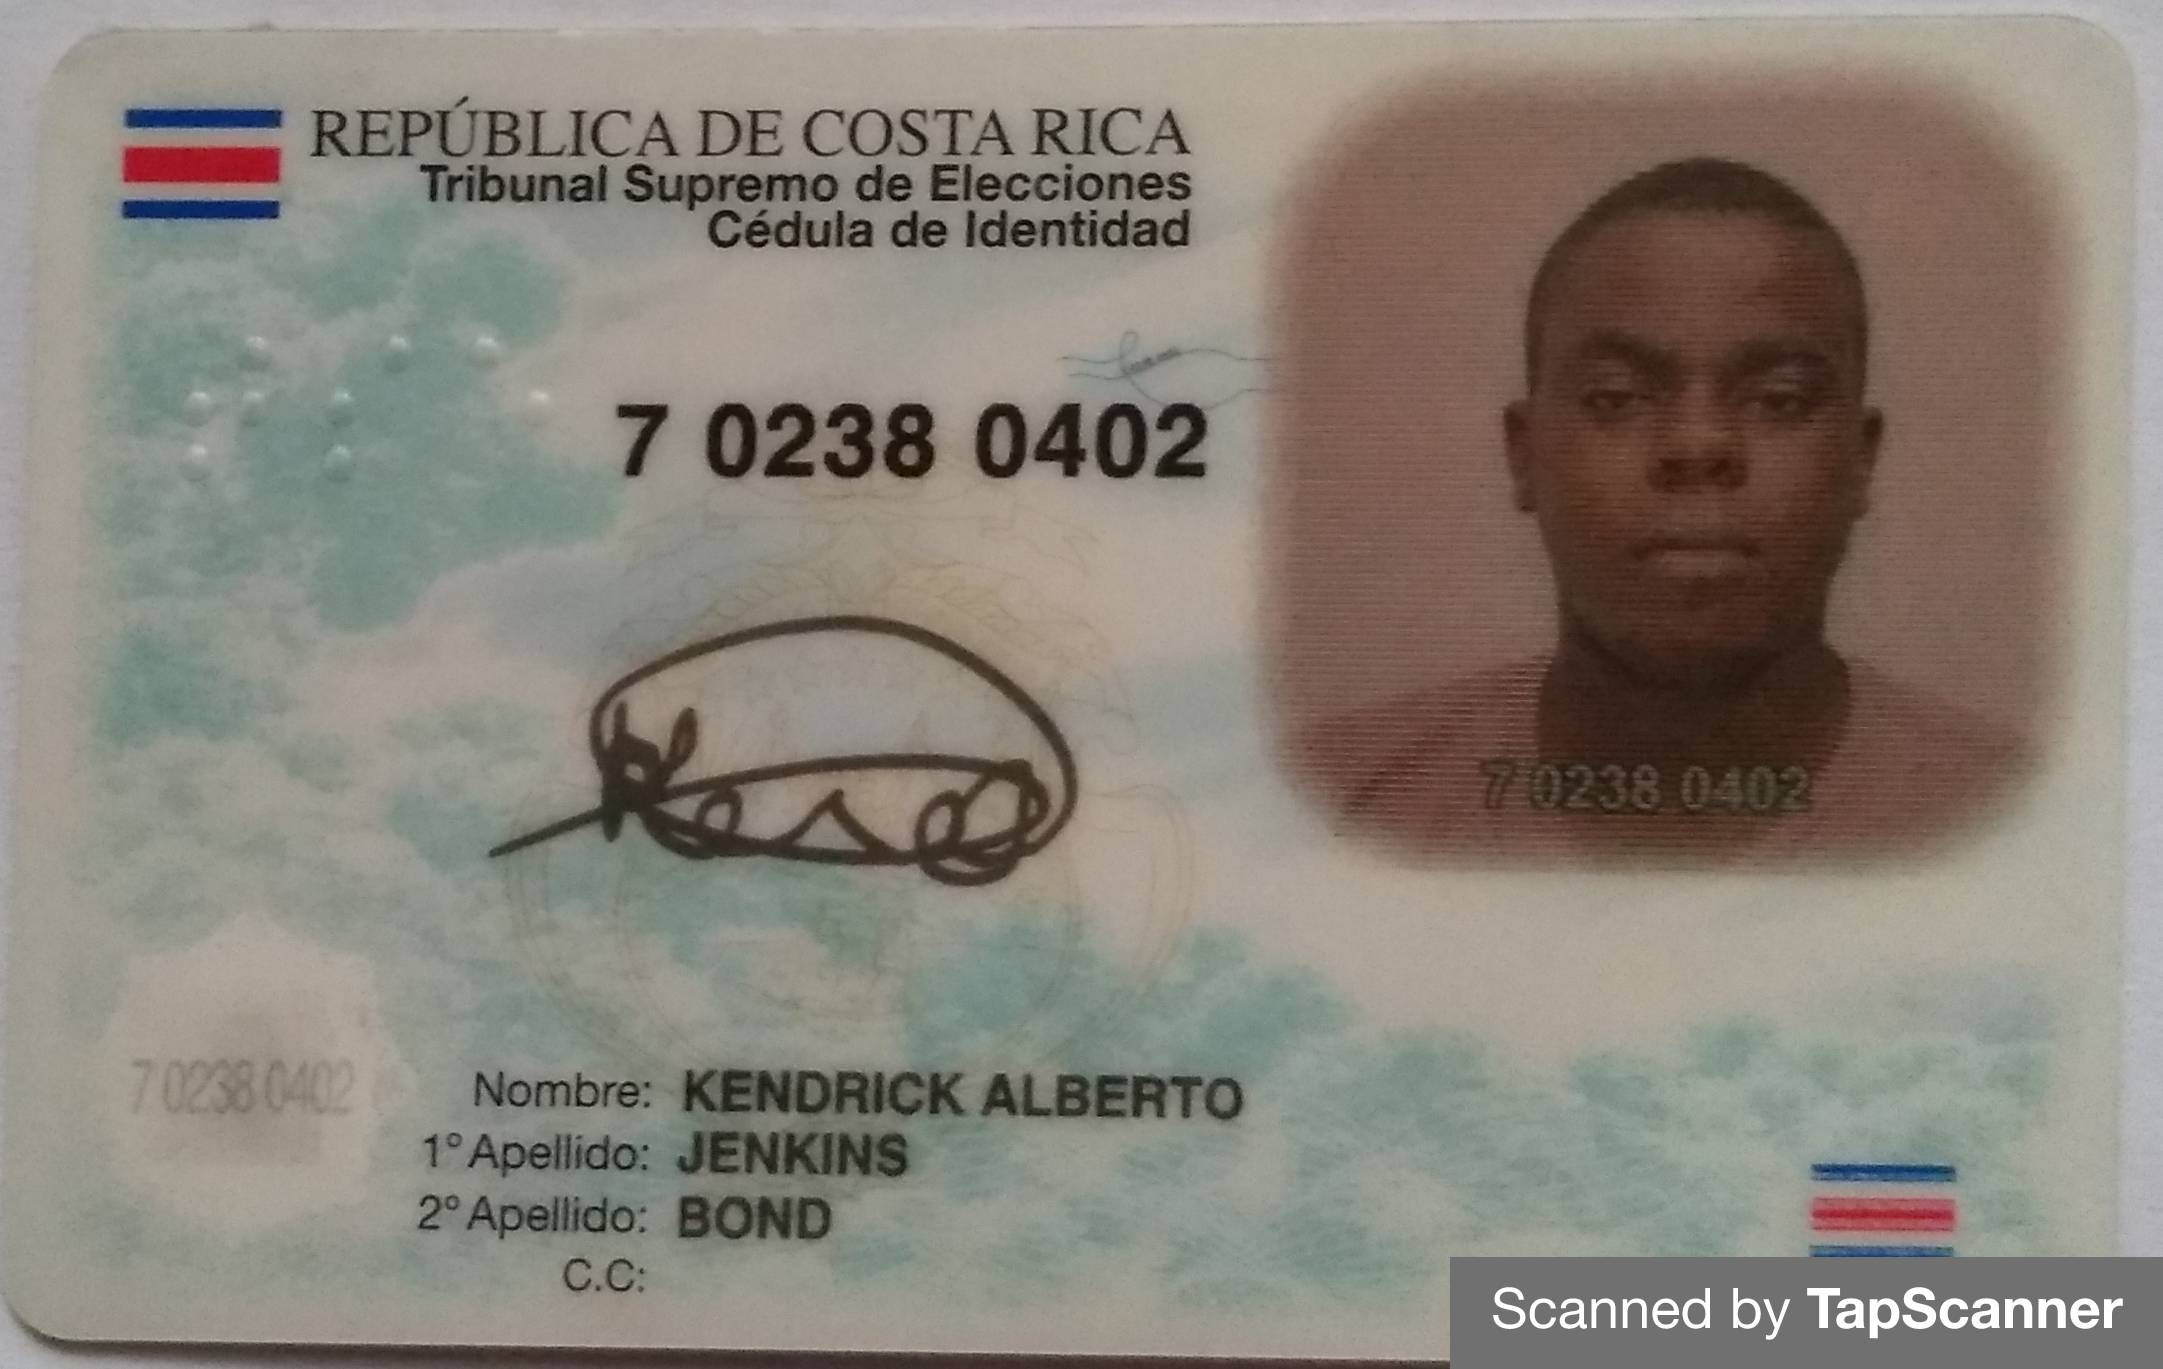 REPÚBLICA DE COSTA RICA
Tribunal Supremo de Elecciones
Cédula de Identidad
7 0238 0402
7 0238 0402
7 0238 0402
Nombre: KENDRICK ALBERTO
1° Apellido: JENKINS
2° Apellido: BOND
C.C:
Scanned by TapScanner